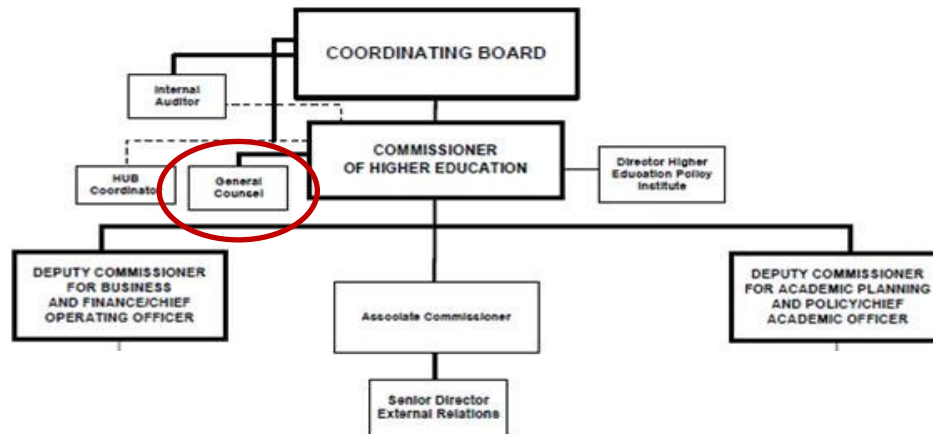 COORDINATING BOARD
Internal
Auditor
COMMISSIONER
OF HIGHER EDUCATION
HUB
Coordinator
General
Counsel
Director Higher
Education Policy
Institute
DEPUTY COMMISSIONER
FOR BUSINESS
AND FINANCE/CHIEF
OPERATING OFFICER
Associate Commissioner
DEPUTY COMMISSIONER
FOR ACADEMIC PLANNING
AND POLICY/CHIEF
ACADEMIC OFFICER
Senior Director
External Relations